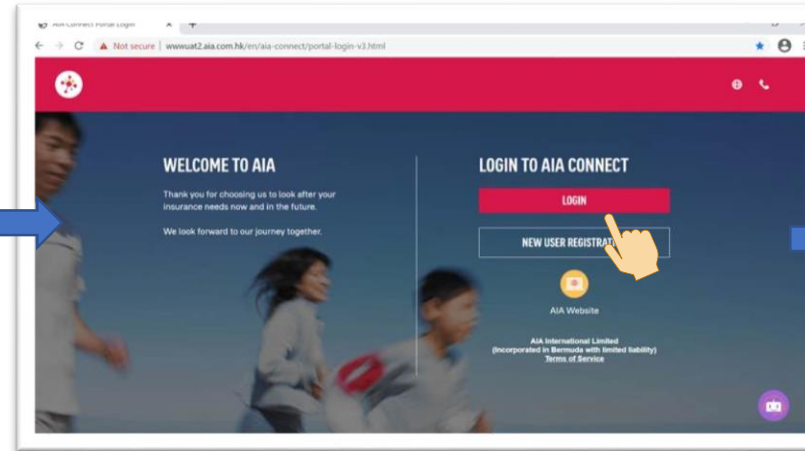 AIA Connect Portal Login
Not secure | wwwuat2.aia.com.hk/en/aia-connect/portal-login-v3.html
WELCOME TO AIA
Thank you for choosing us to look after your
insurance needs now and in the future.
We look forward to our journey together.
LOGIN TO AIA CONNECT
LOGIN
NEW USER REGISTRAT
AIA Website
AIA International Limited
(Incorporated in Bermuda with limited liability)
Terms of Service